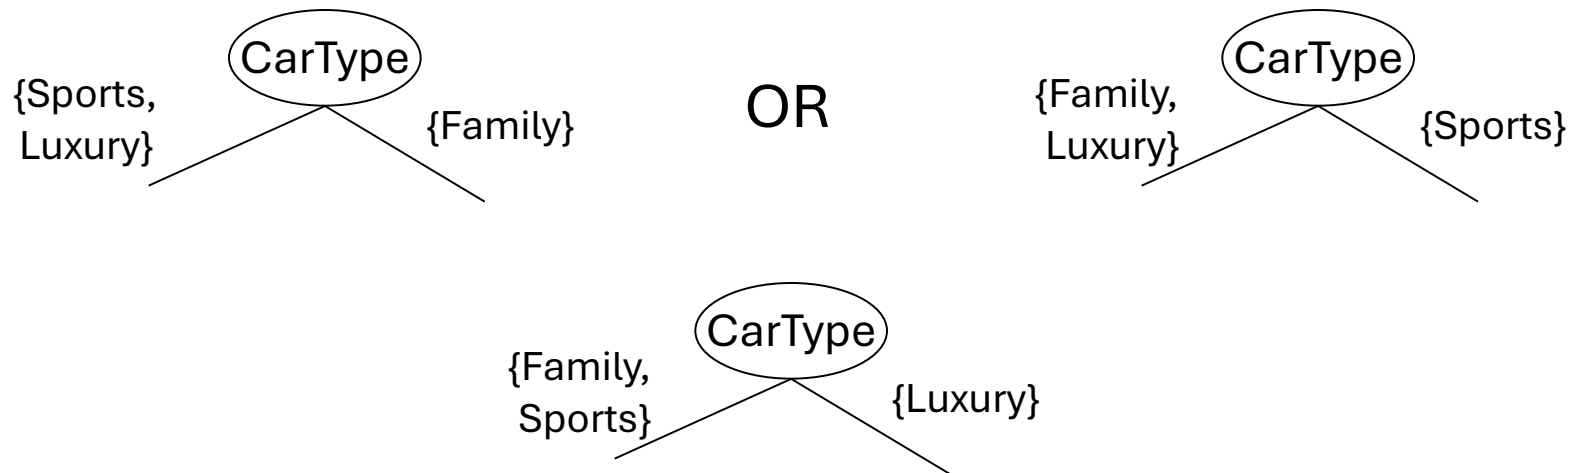 CarType
{Sports,
Luxury}
{Family}
OR
CarType
{Family,
Luxury}
{Sports}
CarType
{Family,
Sports}
{Luxury}